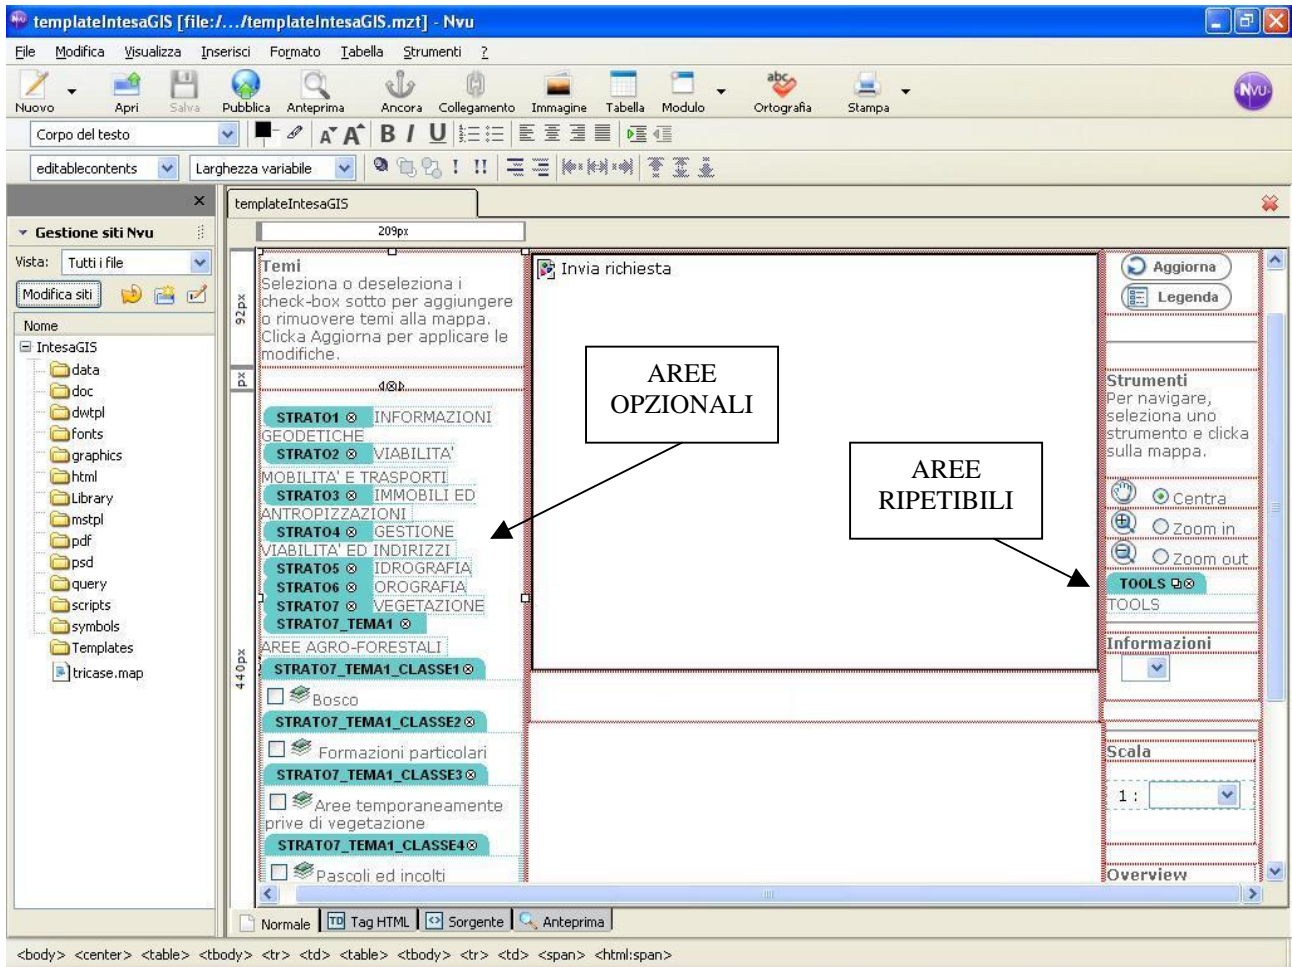 templateIntesaGIS [file:/.../templateIntesaGIS.mzt] - Nvu
File Modifica Visualizza Inserisci Formato Tabella Strumenti ?
Nuovo Apri Salva Pubblica Anteprima Ancora Collegamento Immagine Tabella Modulo Ortografia Stampa
Corpo del testo
editablecontents Larghezza variabile
templateIntesaGIS
Gestione siti Nvu
209px
Vista: Tutti i file
Modifica siti
Nome
IntesaGIS
data
doc
dwtpl
fonts
graphics
html
Library
mstpl
pdf
psd
query
scripts
symbols
Templates
tricase.map
92px
px
440px
Temi
Seleziona o deseleziona i
check-box sotto per aggiungere
o rimuovere temi alla mappa.
Clicka Aggiorna per applicare le
modifiche.
STRATO1 INFORMAZIONI
GEODETICHE
STRATO2 VIABILITA'
MOBILITA' E TRASPORTI
STRATO3 IMMOBILI ED
ANTROPIZZAZIONI
STRATO4 GESTIONE
VIABILITA' ED INDIRIZZI
STRATO5 IDROGRAFIA
STRATO6 OROGRAFIA
STRATO7 VEGETAZIONE
STRATO7_TEMA1
AREE AGRO-FORESTALI
STRATO7_TEMA1_CLASSE1
Bosco
STRATO7_TEMA1_CLASSE2
Formazioni particolari
STRATO7_TEMA1_CLASSE3
Aree temporaneamente
prive di vegetazione
STRATO7_TEMA1_CLASSE4
Pascoli ed incolti
Invia richiesta
AREE
OPZIONALI
AREE
RIPETIBILI
Aggiorna
Legenda
Strumenti
Per navigare,
seleziona uno
strumento e clicka
sulla mappa.
Centra
Zoom in
Zoom out
TOOLS
TOOLS
Informazioni
Scala
1 :
Overview
Normale Tag HTML Sorgente Anteprima
<body> <center> <table> <tbody> <tr> <td> <table> <tbody> <tr> <td> <span> <html:span>